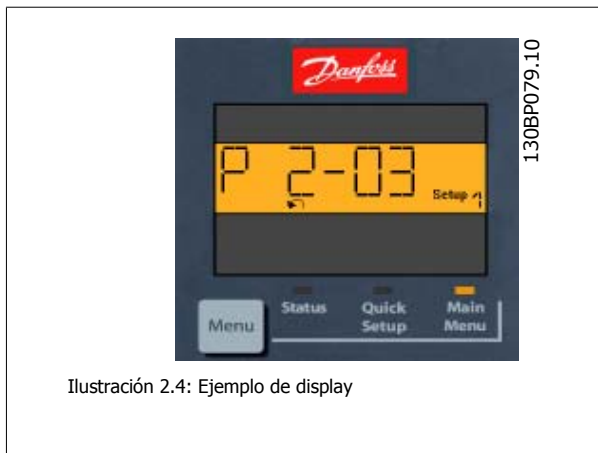 Danfoss
130BP079.10
P 2-03
Setup 1
Status
Quick
Setup
Main
Menu
Menu
Ilustración 2.4: Ejemplo de display